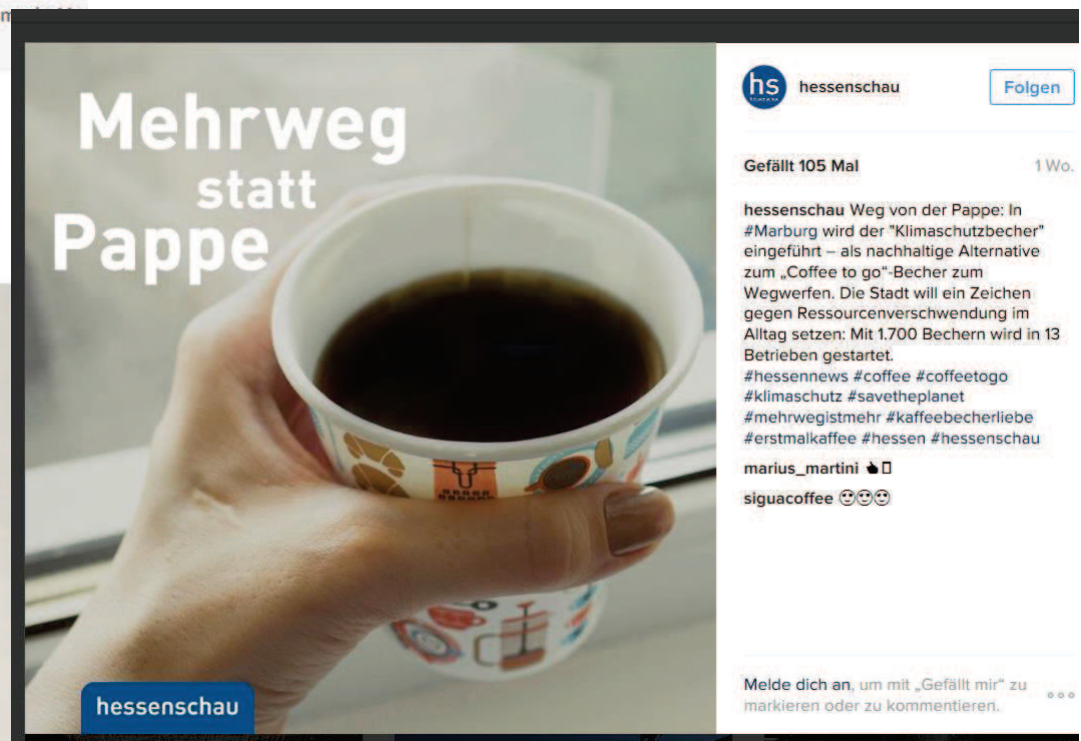 Mehrweg
statt
Pappe
hessenschau
hs
hessenschau
Folgen
Gefällt 105 Mal
1 Wo.
hessenschau Weg von der Pappe: In
#Marburg wird der "Klimaschutzbecher"
eingeführt – als nachhaltige Alternative
zum „Coffee to go“-Becher zum
Wegwerfen. Die Stadt will ein Zeichen
gegen Ressourcenverschwendung im
Alltag setzen: Mit 1.700 Bechern wird in 13
Betrieben gestartet.
#hessennews #coffee #coffeetogo
#klimaschutz #savetheplanet
#mehrwegistmehr #kaffeebecherliebe
#erstmalkaffee #hessen #hessenschau
marius_martini
siguacoffee
Melde dich an, um mit „Gefällt mir“ zu
markieren oder zu kommentieren.